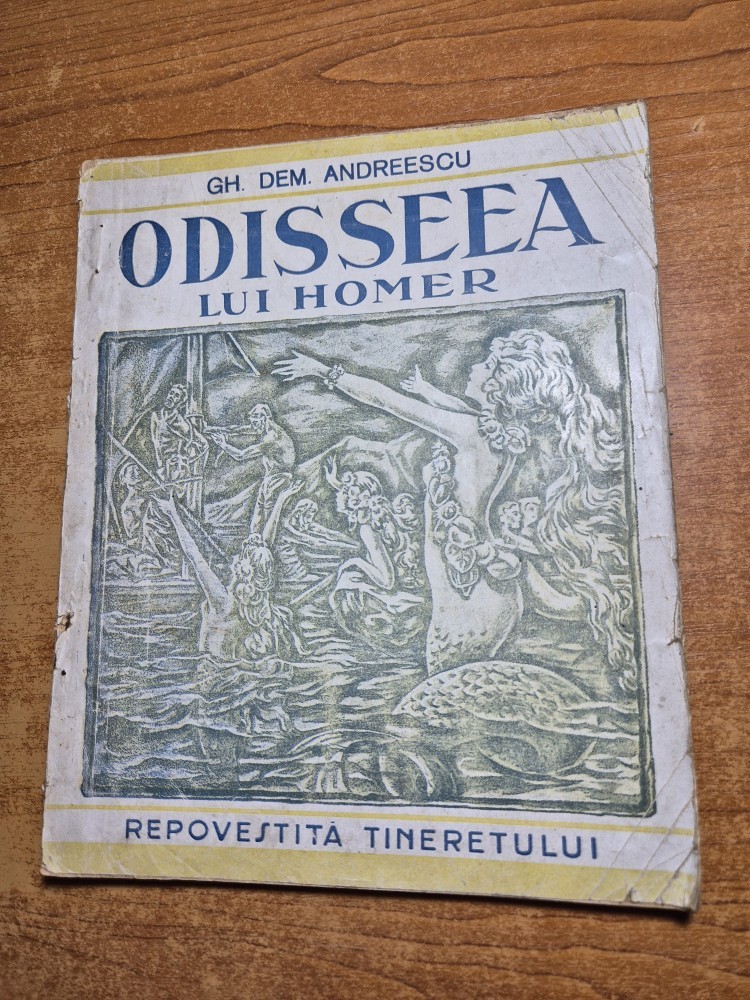 GH. DEM. ANDREESCU
ODISSEEA
LUI HOMER
REPOVESTITĂ TINERETULUI